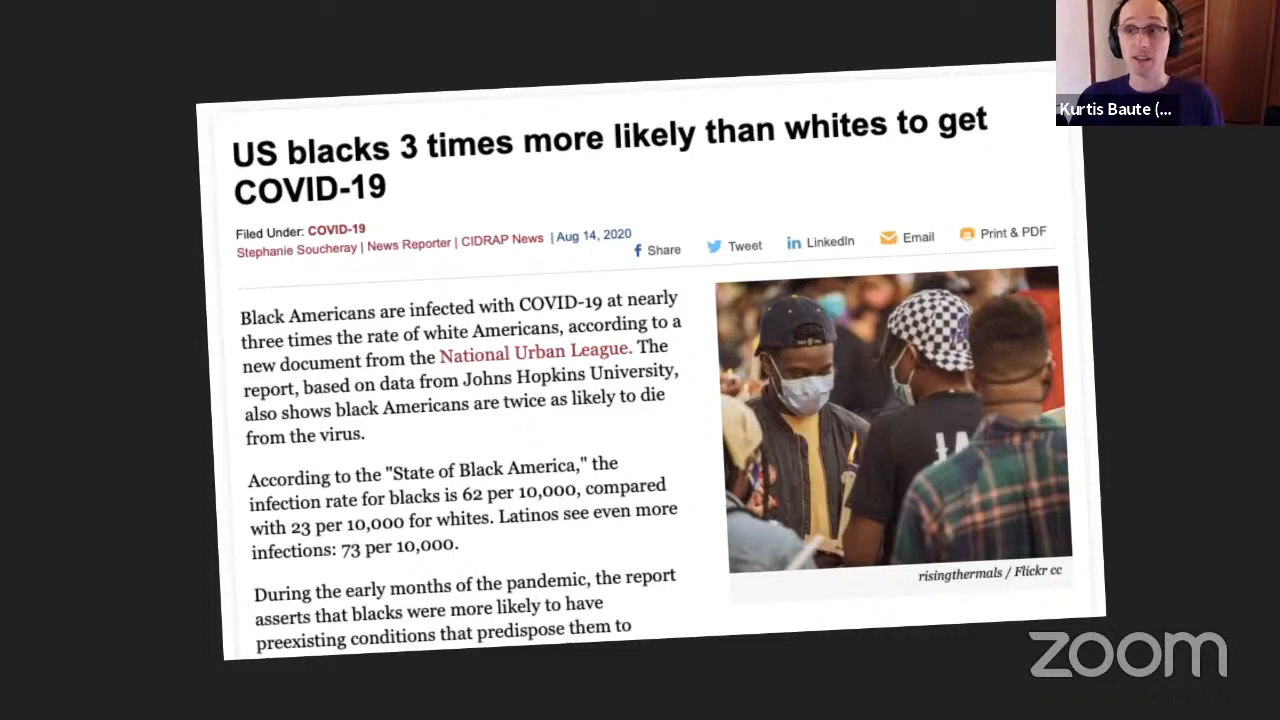 US blacks 3 times more likely than whites to get
COVID-19
Filed Under: COVID-19
Stephanie Soucheray | News Reporter | CIDRAP News | Aug 14, 2020
Share Tweet LinkedIn Email Print & PDF
Black Americans are infected with COVID-19 at nearly
three times the rate of white Americans, according to a
new document from the National Urban League. The
report, based on data from Johns Hopkins University,
also shows black Americans are twice as likely to die
from the virus.
According to the "State of Black America," the
infection rate for blacks is 62 per 10,000, compared
with 23 per 10,000 for whites. Latinos see even more
infections: 73 per 10,000.
During the early months of the pandemic, the report
asserts that blacks were more likely to have
preexisting conditions that predispose them to
risingthermals / Flickr cc
Kurtis Baute (...
zoom